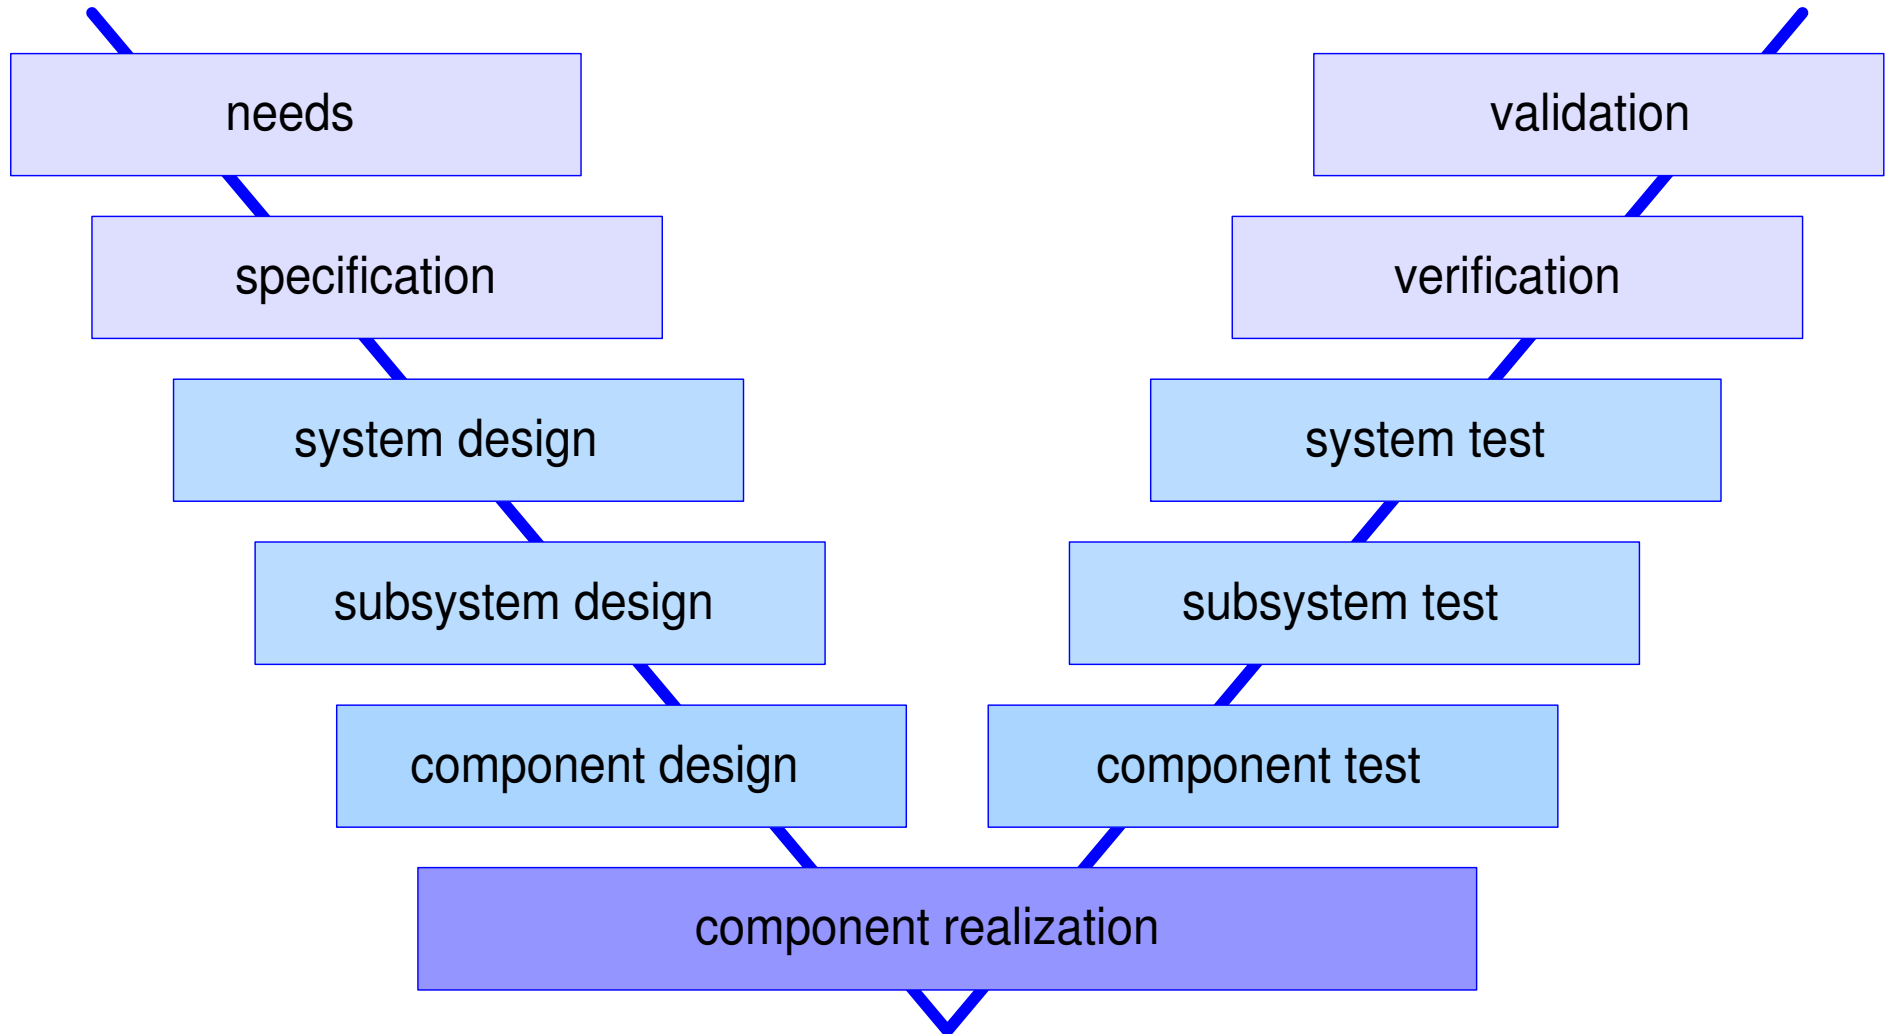 needs
validation
specification
verification
system design
system test
subsystem design
subsystem test
component design
component test
component realization